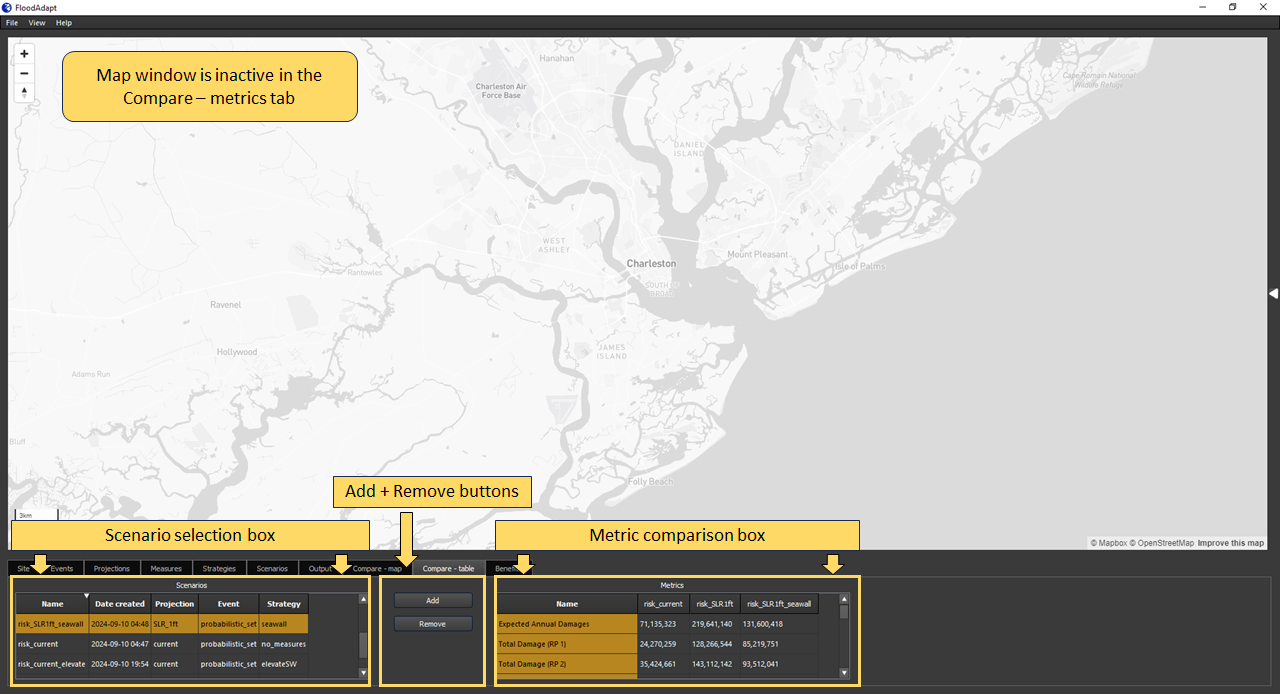 FloodAdapt
File View Help
Map window is inactive in the
Compare – metrics tab
Hanahan
Charleston Air
Force Base
Cape Romain National
Wildlife Refuge
DANIEL
ISLAND
WEST
ASHLEY
Charleston
Mount Pleasant
Isle of Palms
Rantowles
SOUTH OF
BROAD
Ravenel
JAMES
ISLAND
Hollywood
Adams Run
Bluff
Folly Beach
3km
Add + Remove buttons
Scenario selection box
Metric comparison box
© Mapbox © OpenStreetMap Improve this map
Site Events Projections Measures Strategies Scenarios Output Compare - map Compare - table
Scenarios
Name Date created Projection Event Strategy
risk_SLR1ft_seawall 2024-09-10 04:48 SLR_1ft probabilistic_set seawall
risk_current 2024-09-10 04:47 current probabilistic_set no_measures
risk_current_elevate 2024-09-10 19:54 current probabilistic_set elevateSW
Add
Remove
Metrics
Name risk_current risk_SLR1ft risk_SLR1ft_seawall
Expected Annual Damages 71,135,323 219,641,140 131,600,418
Total Damage (RP 1) 24,270,259 128,266,544 85,219,751
Total Damage (RP 2) 35,424,661 143,112,142 93,512,041